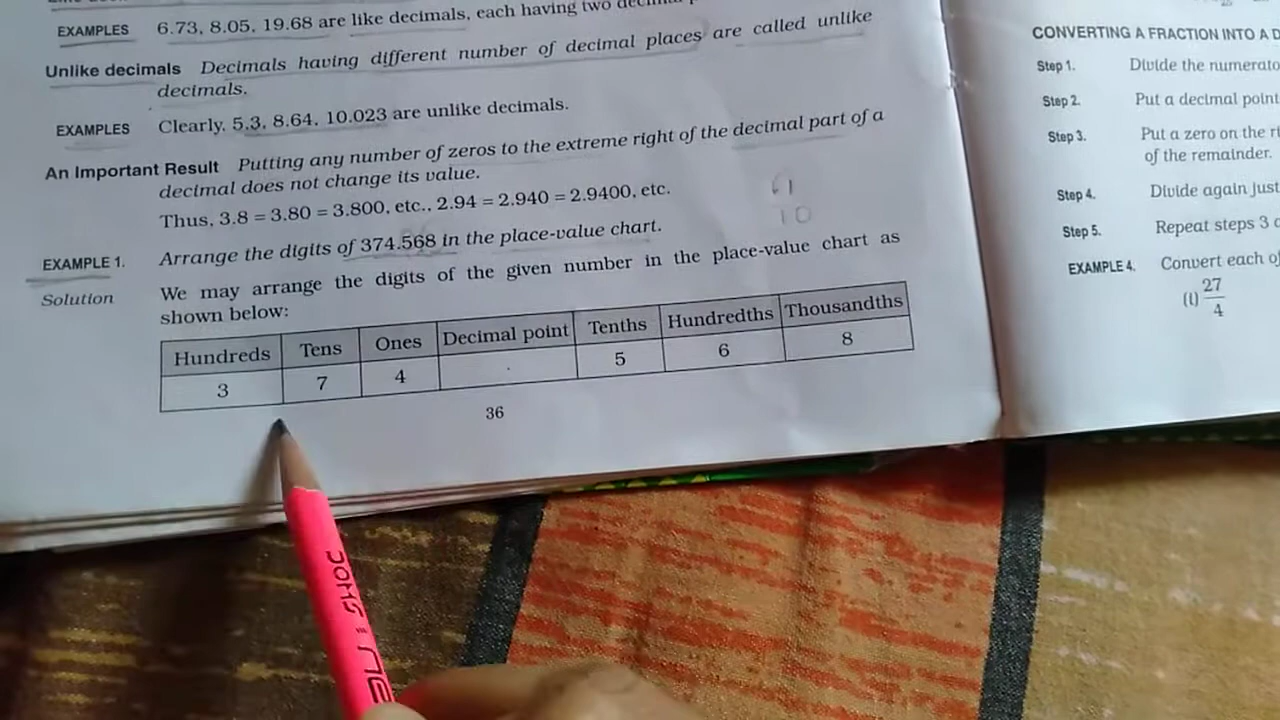 EXAMPLES 6.73, 8.05, 19.68 are like decimals, each having two
Unlike decimals Decimals having different number of decimal places are called unlike
decimals.
EXAMPLES Clearly, 5.3, 8.64, 10.023 are unlike decimals.
An Important Result Putting any number of zeros to the extreme right of the decimal part of a
decimal does not change its value.
Thus, 3.8 = 3.80 = 3.800, etc., 2.94 = 2.940 = 2.9400, etc.
EXAMPLE 1. Arrange the digits of 374.568 in the place-value chart.
Solution We may arrange the digits of the given number in the place-value chart as
shown below:
Hundreds Tens Ones Decimal point Tenths Hundredths Thousandths
3 7 4 . 5 6 8
36
CONVERTING A FRACTION INTO A
Step 1. Divide the
Step 2. Put a decimal point
Step 3. Put a zero on the
of the remainder.
Step 4. Divide again just
Step 5. Repeat steps 3
EXAMPLE 4. Convert each
(i) 27
4
DOMS